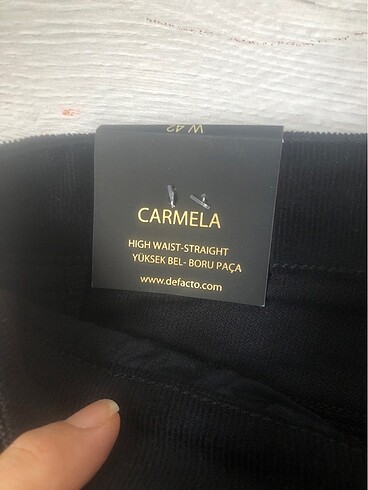 W 42
CARMELA
HIGH WAIST-STRAIGHT
YÜKSEK BEL- BORU PAÇA
www.defacto.com